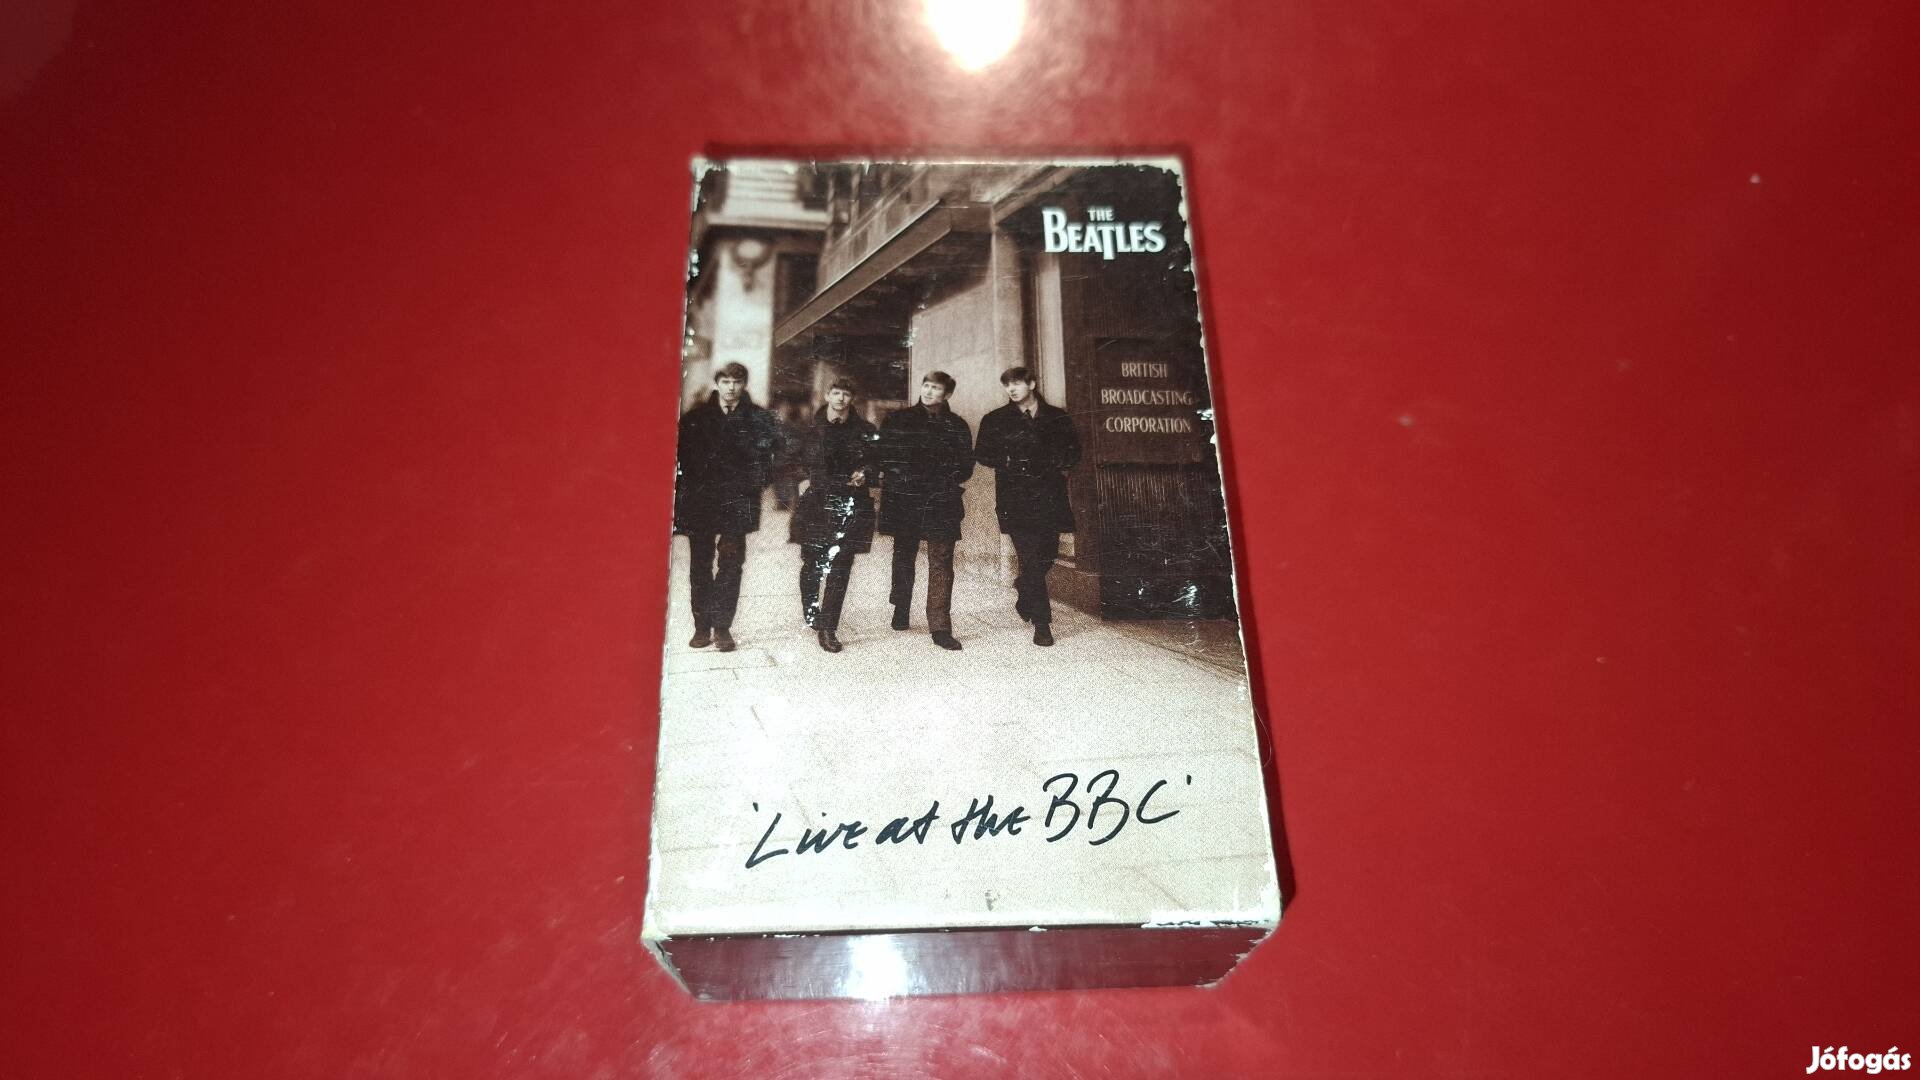 THE
BEATLES
BRITISH
BROADCASTING
CORPORATION
'Live at the BBC'
Jófogás